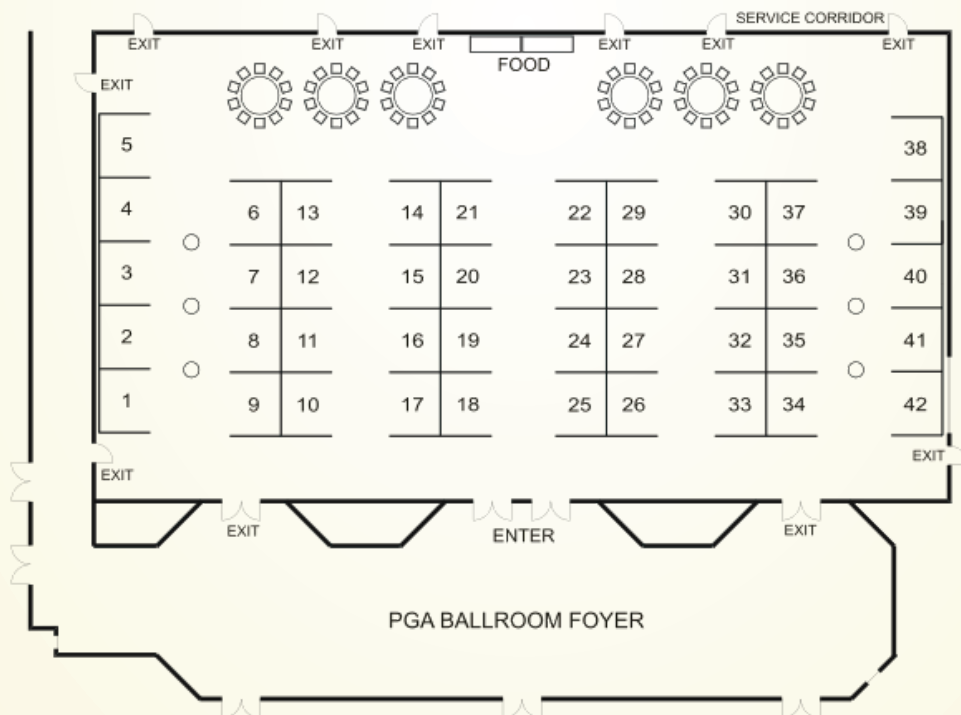 SERVICE CORRIDOR
EXIT EXIT EXIT EXIT EXIT EXIT
FOOD
EXIT
5 38
4 6 13 14 21 22 29 30 37 39
3 7 12 15 20 23 28 31 36 40
2 8 11 16 19 24 27 32 35 41
1 9 10 17 18 25 26 33 34 42
EXIT EXIT
EXIT ENTER EXIT
PGA BALLROOM FOYER